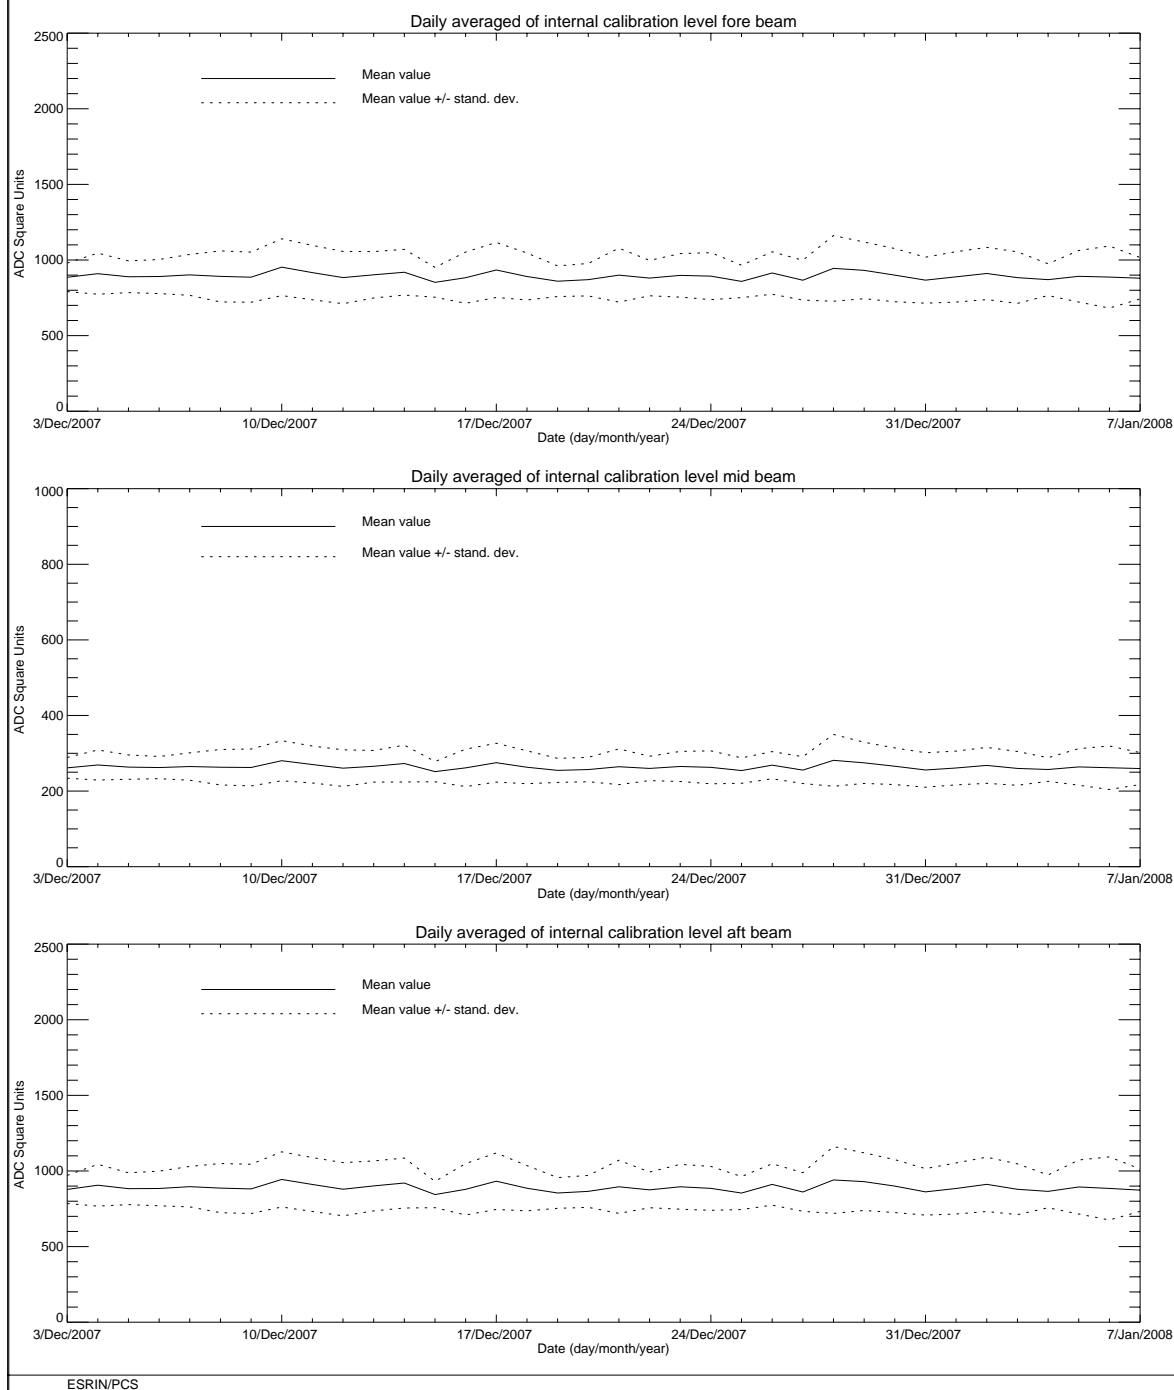 Daily averaged of internal calibration level fore beam
2500
2000
1500
1000
500
0
ADC Square Units
Mean value
Mean value +/- stand. dev.
3/Dec/2007 10/Dec/2007 17/Dec/2007 24/Dec/2007 31/Dec/2007 7/Jan/2008
Date (day/month/year)
Daily averaged of internal calibration level mid beam
1000
800
600
400
200
0
ADC Square Units
Mean value
Mean value +/- stand. dev.
3/Dec/2007 10/Dec/2007 17/Dec/2007 24/Dec/2007 31/Dec/2007 7/Jan/2008
Date (day/month/year)
Daily averaged of internal calibration level aft beam
2500
2000
1500
1000
500
0
ADC Square Units
Mean value
Mean value +/- stand. dev.
3/Dec/2007 10/Dec/2007 17/Dec/2007 24/Dec/2007 31/Dec/2007 7/Jan/2008
Date (day/month/year)
ESRIN/PCS